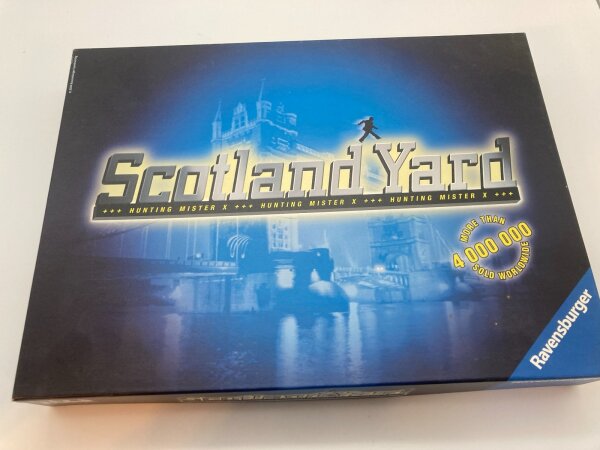 Scotland Yard
+++ HUNTING MISTER X +++ HUNTING MISTER X +++ HUNTING MISTER X +++
MORE THAN
4 000 000
SOLD WORLDWIDE
Ravensburger